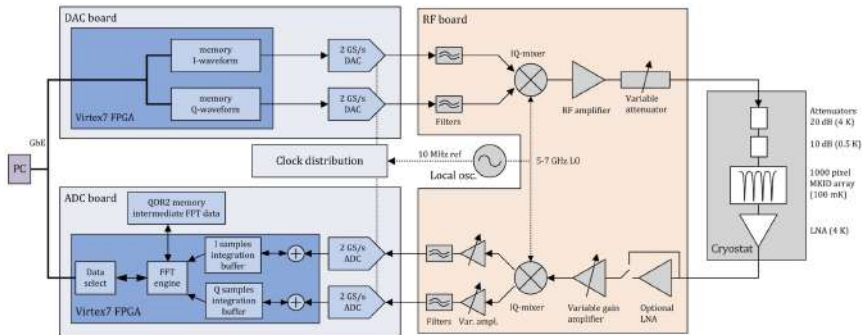 DAC board
memory
I-waveform
memory
Q-waveform
Virtex7 FPGA
2 GS/s
DAC
2 GS/s
DAC
RF board
Filters
IQ-mixer
RF amplifier
Variable
attenuator
Attenuators
20 dB (4 K)
10 dB (0.5 K)
1000 pixel
MKID array
(100 mK)
LNA (4 K)
Cryostat
GbE
PC
Clock distribution
10 MHz ref
Local osc.
5-7 GHz LO
ADC board
QDR2 memory
intermediate FFT data
Data
select
FFT
engine
I samples
integration
buffer
Q samples
integration
buffer
Virtex7 FPGA
2 GS/s
ADC
2 GS/s
ADC
Filters
Var. ampl.
IQ-mixer
Variable gain
amplifier
Optional
LNA